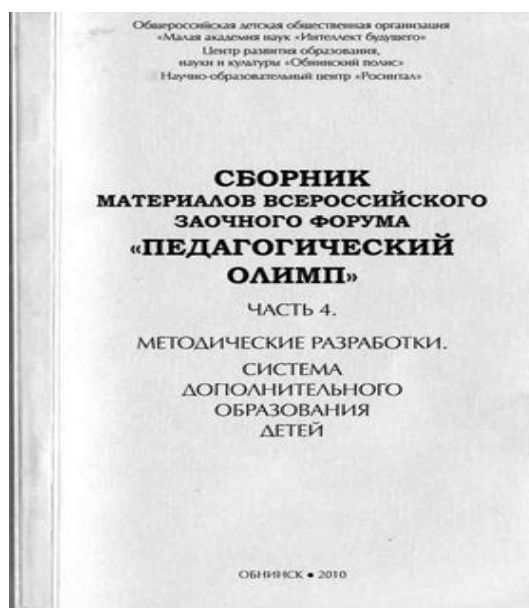 Общероссийская детская общественная организация
«Малая академия наук «Интеллект будущего»
Центр развития образования,
науки и культуры «Обнинский полис»
Научно-образовательный центр «Росинтал»
СБОРНИК
МАТЕРИАЛОВ ВСЕРОССИЙСКОГО
ЗАОЧНОГО ФОРУМА
«ПЕДАГОГИЧЕСКИЙ
ОЛИМП»
ЧАСТЬ 4.
МЕТОДИЧЕСКИЕ РАЗРАБОТКИ.
СИСТЕМА
ДОПОЛНИТЕЛЬНОГО
ОБРАЗОВАНИЯ
ДЕТЕЙ
ОБНИНСК • 2010